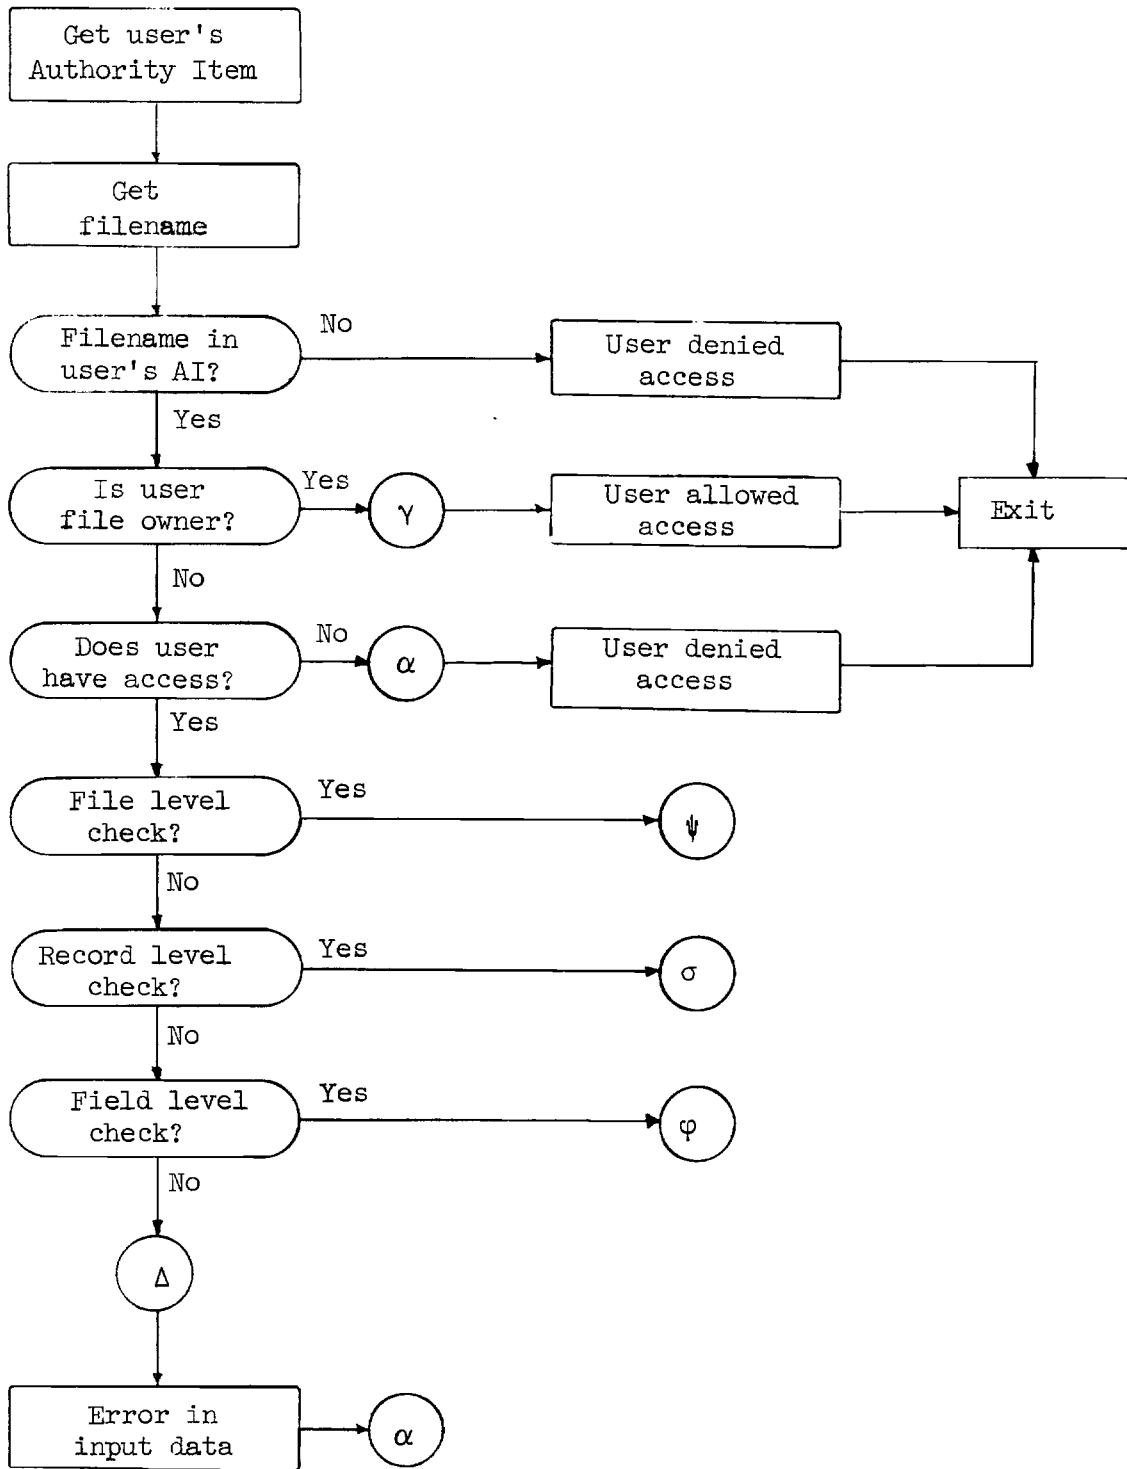 Get user's
Authority Item
Get
filename
Filename in
user's AI?
No
User denied
access
Yes
Is user
file owner?
Yes
γ
User allowed
access
Exit
No
Does user
have access?
No
α
User denied
access
Yes
File level
check?
Yes
ψ
No
Record level
check?
Yes
σ
No
Field level
check?
Yes
φ
No
Δ
Error in
input data
α